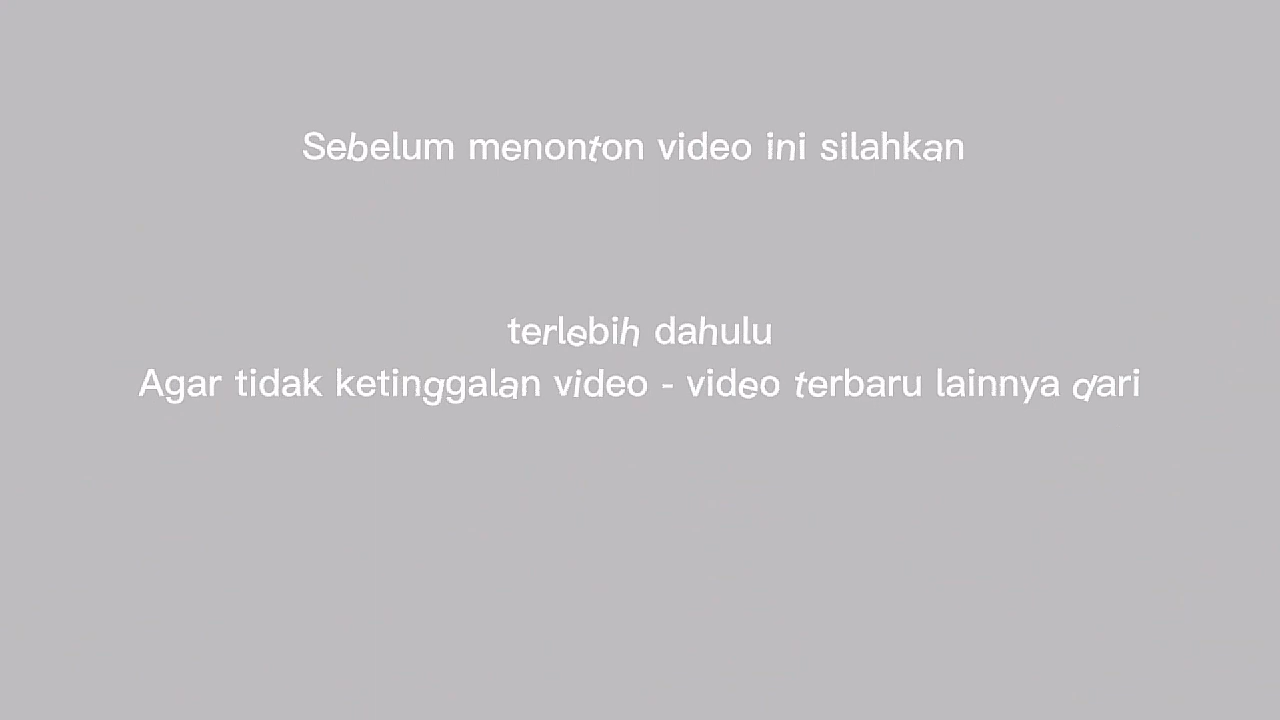 Sebelum menonton video ini silahkan
terlebih dahulu
Agar tidak ketinggalan video - video terbaru lainnya dari